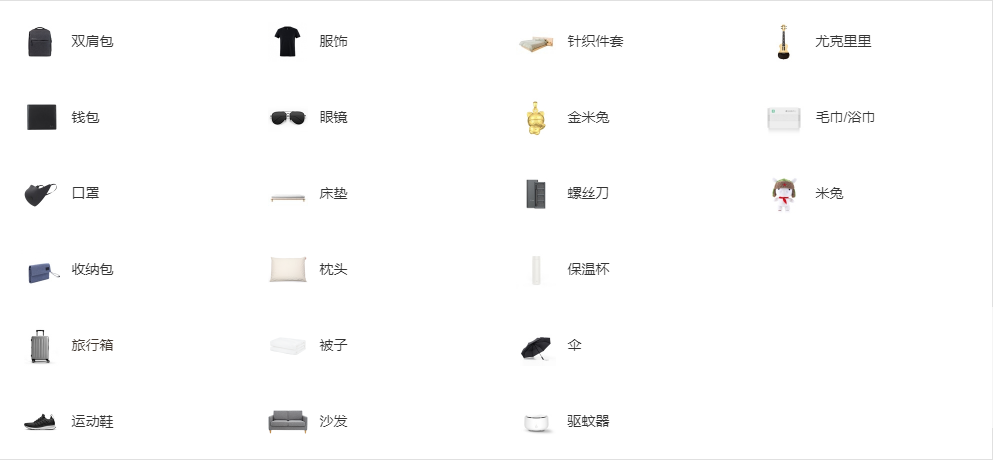 双肩包
服饰
针织件套
尤克里里
钱包
眼镜
金米兔
毛巾/浴巾
口罩
床垫
螺丝刀
米兔
收纳包
枕头
保温杯
旅行箱
被子
伞
运动鞋
沙发
驱蚊器